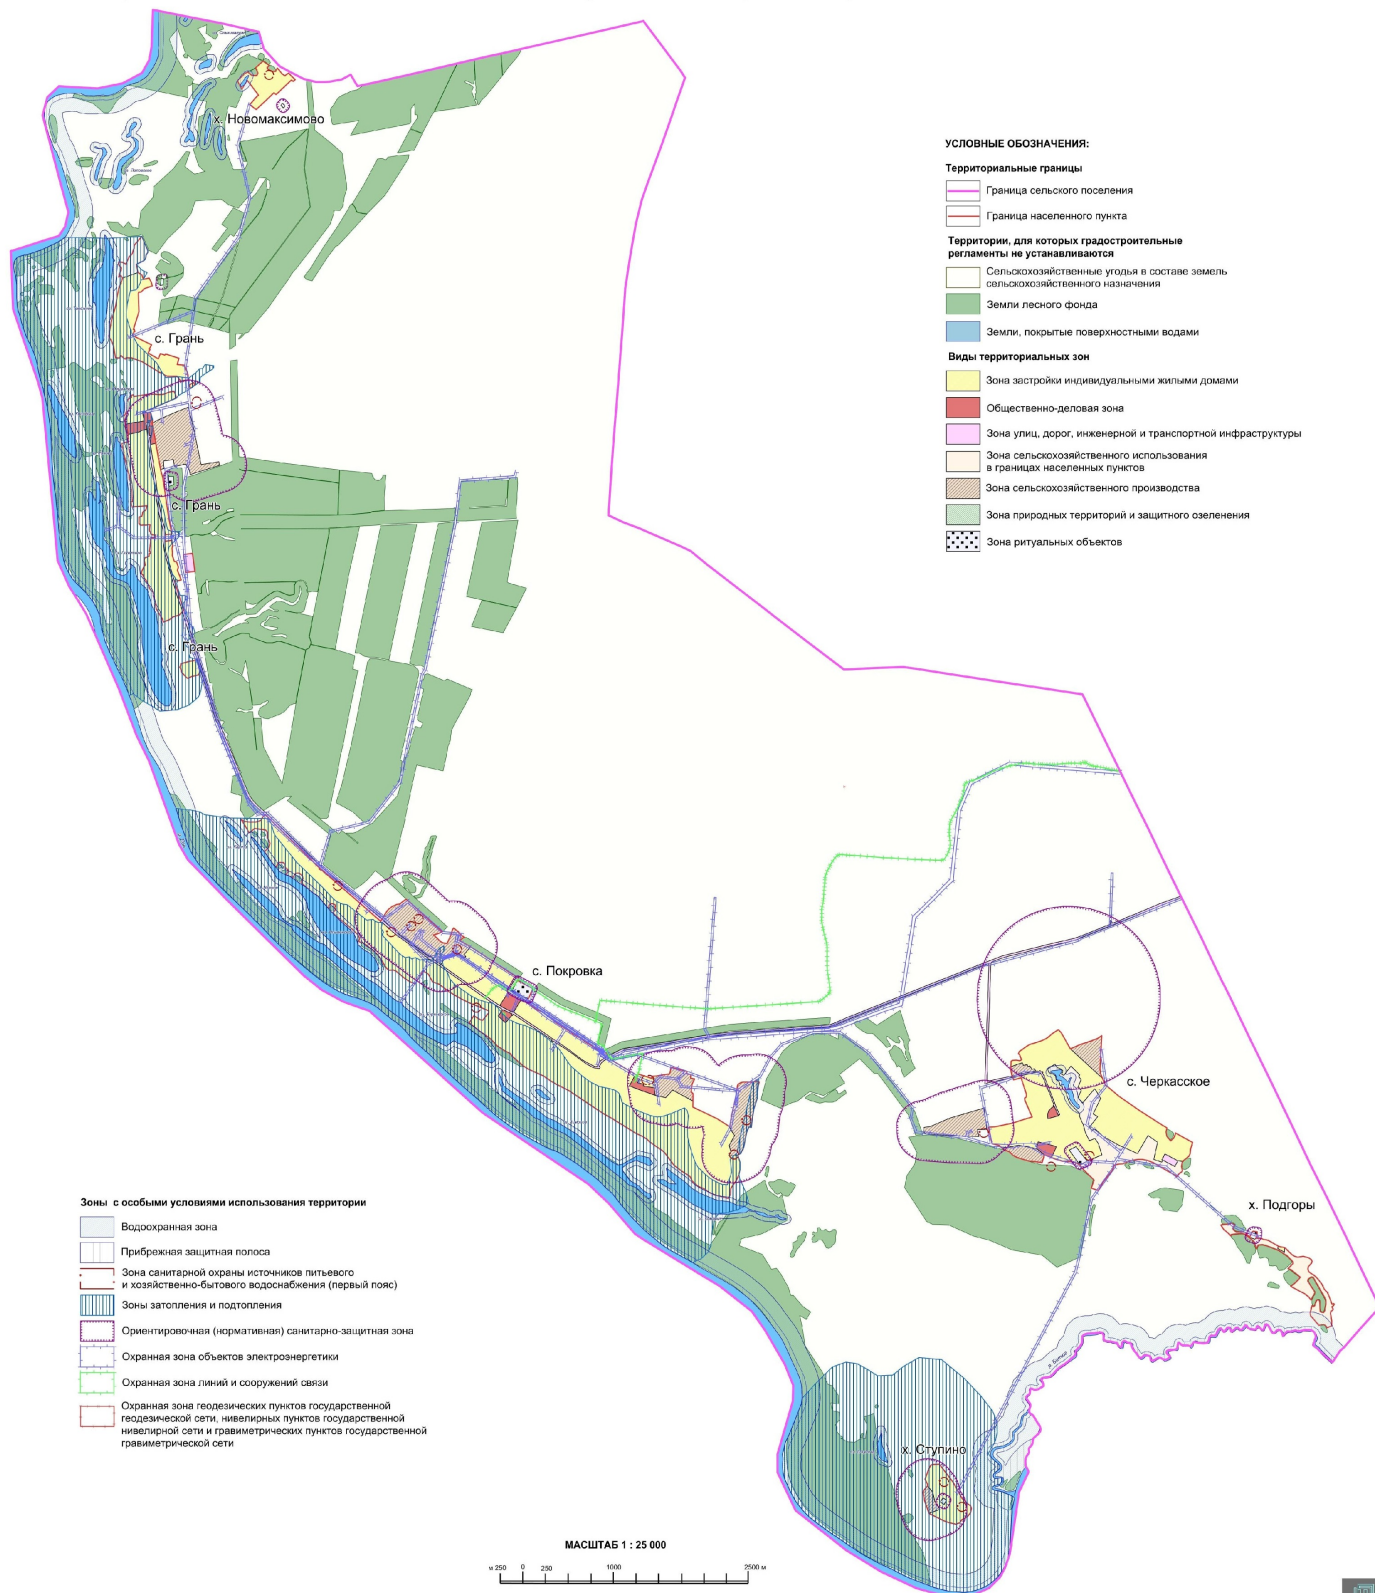 х. Новомаксимово
с. Грань
с. Грань
с. Грань
с. Покровка
с. Черкасское
х. Подгоры
х. Ступино
УСЛОВНЫЕ ОБОЗНАЧЕНИЯ:
Территориальные границы
Граница сельского поселения
Граница населенного пункта
Территории, для которых градостроительные
регламенты не устанавливаются
Сельскохозяйственные угодья в составе земель
сельскохозяйственного назначения
Земли лесного фонда
Земли, покрытые поверхностными водами
Виды территориальных зон
Зона застройки индивидуальными жилыми домами
Общественно-деловая зона
Зона улиц, дорог, инженерной и транспортной инфраструктуры
Зона сельскохозяйственного использования
в границах населенных пунктов
Зона сельскохозяйственного производства
Зона природных территорий и защитного озеленения
Зона ритуальных объектов
Зоны с особыми условиями использования территории
Водоохранная зона
Прибрежная защитная полоса
Зона санитарной охраны источников питьевого
и хозяйственно-бытового водоснабжения (первый пояс)
Зоны затопления и подтопления
Ориентировочная (нормативная) санитарно-защитная зона
Охранная зона объектов электроэнергетики
Охранная зона линий и сооружений связи
Охранная зона геодезических пунктов государственной
геодезической сети, нивелирных пунктов государственной
нивелирной сети и гравиметрических пунктов государственной
гравиметрической сети
МАСШТАБ 1 : 25 000
м 250 0 250 1000 2500 м